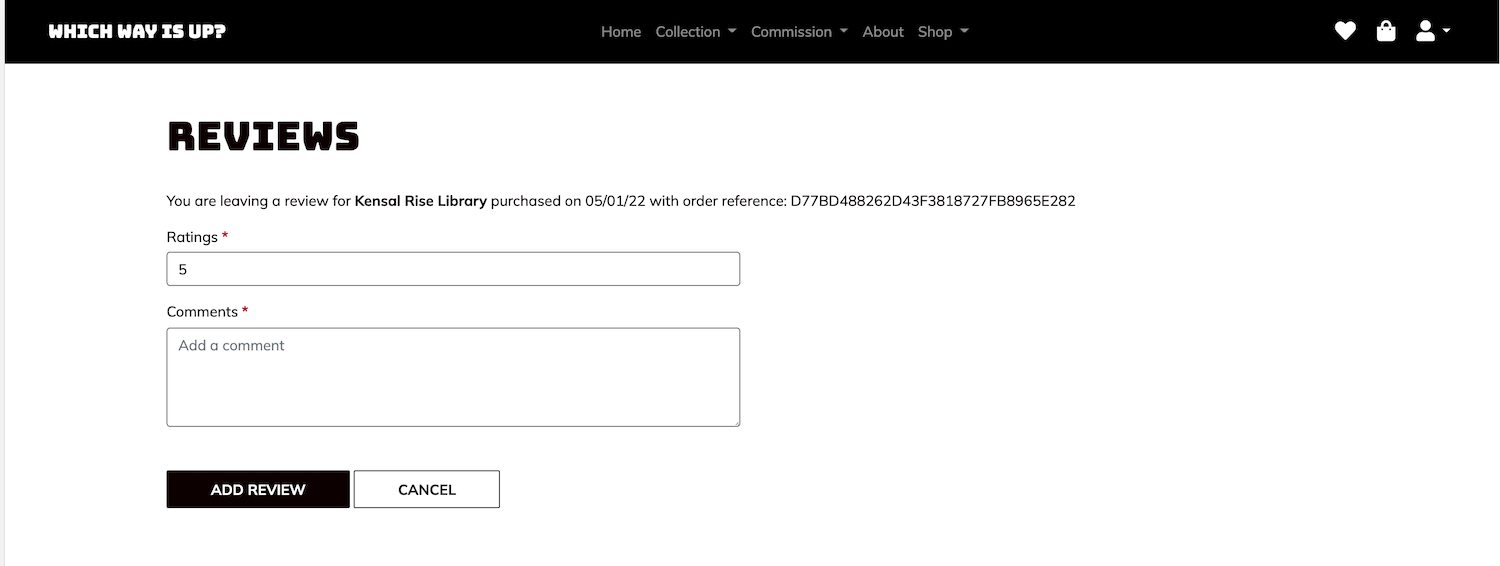 WHICH WAY IS UP?
Home Collection Commission About Shop
REVIEWS
You are leaving a review for Kensal Rise Library purchased on 05/01/22 with order reference: D77BD488262D43F3818727FB8965E282
Ratings *
5
Comments *
Add a comment
ADD REVIEW CANCEL